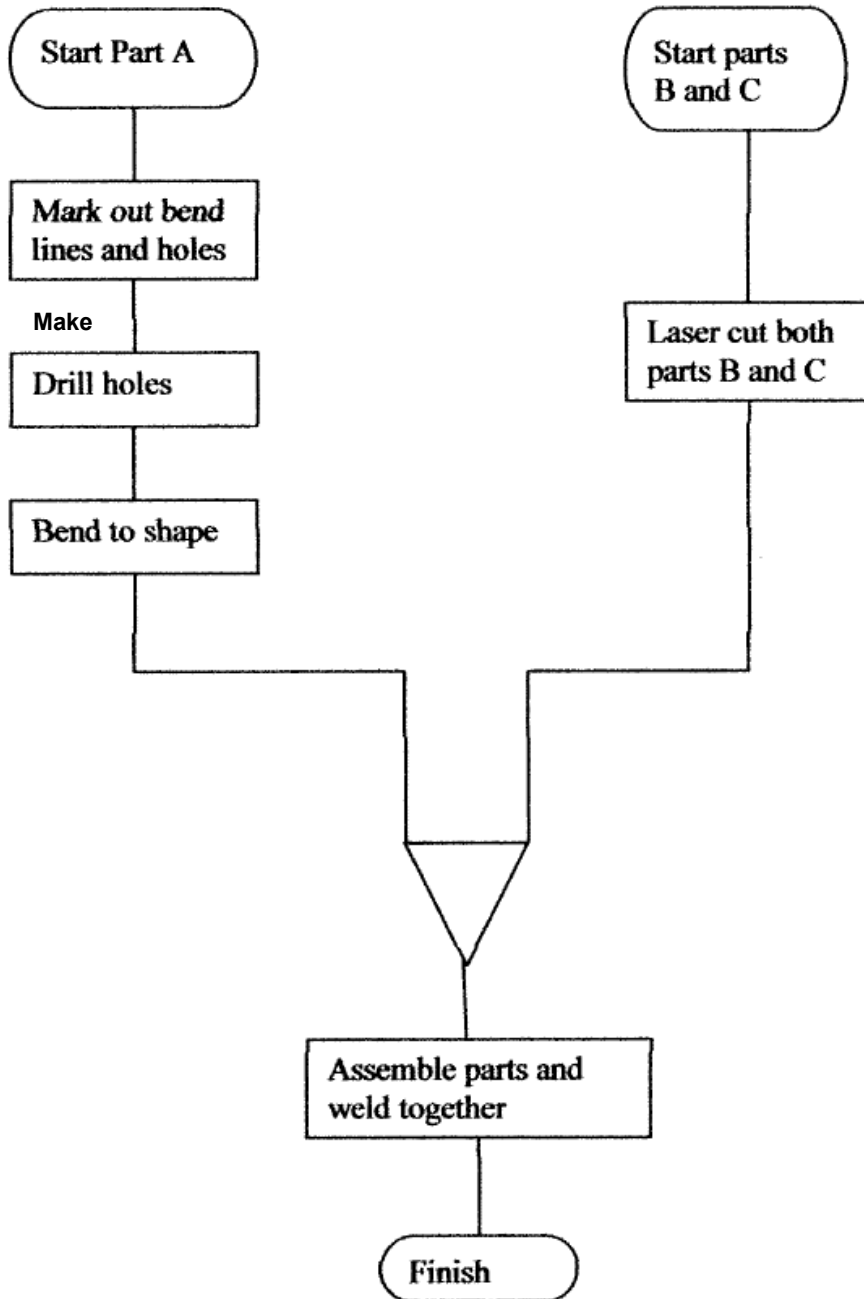 Start Part A
Start parts
B and C
Mark out bend
lines and holes
Make
Laser cut both
parts B and C
Drill holes
Bend to shape
Assemble parts and
weld together
Finish